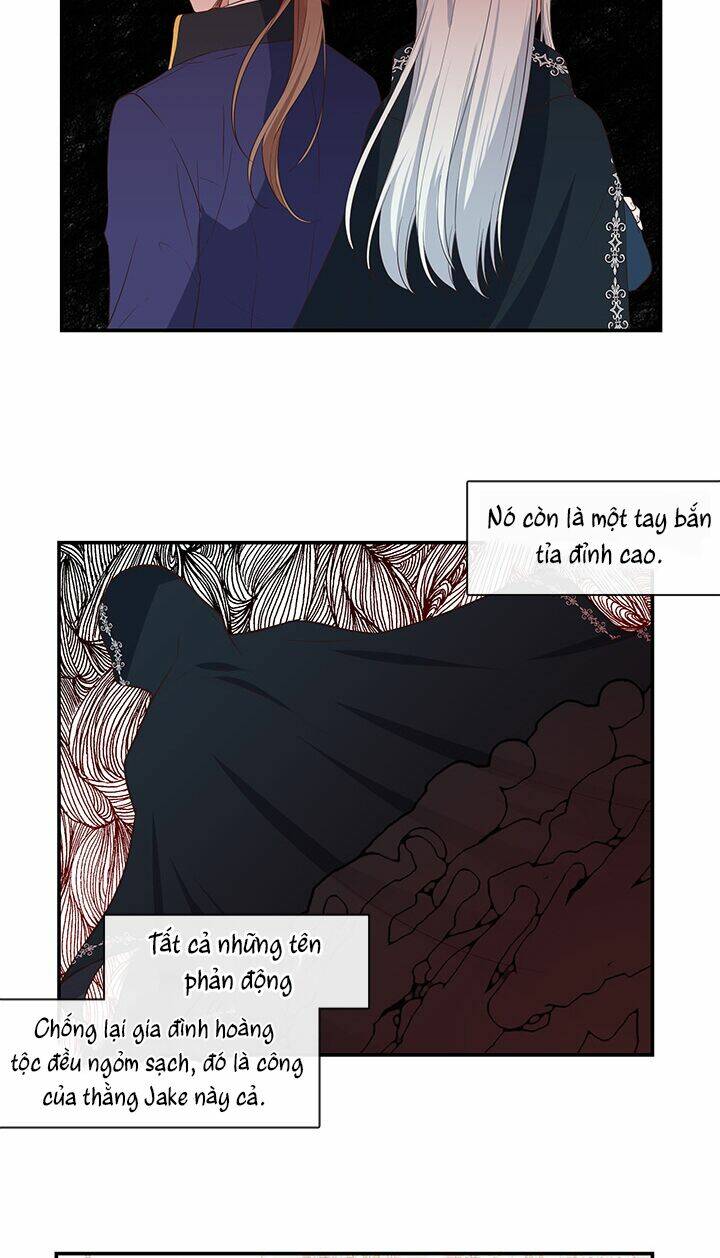 Nó còn là một tay bắn
tỉa đỉnh cao.
Tất cả những tên
phản động
Chống lại gia đình hoàng
tộc đều ngỏm sạch, đó là công
của thằng Jake này cả.